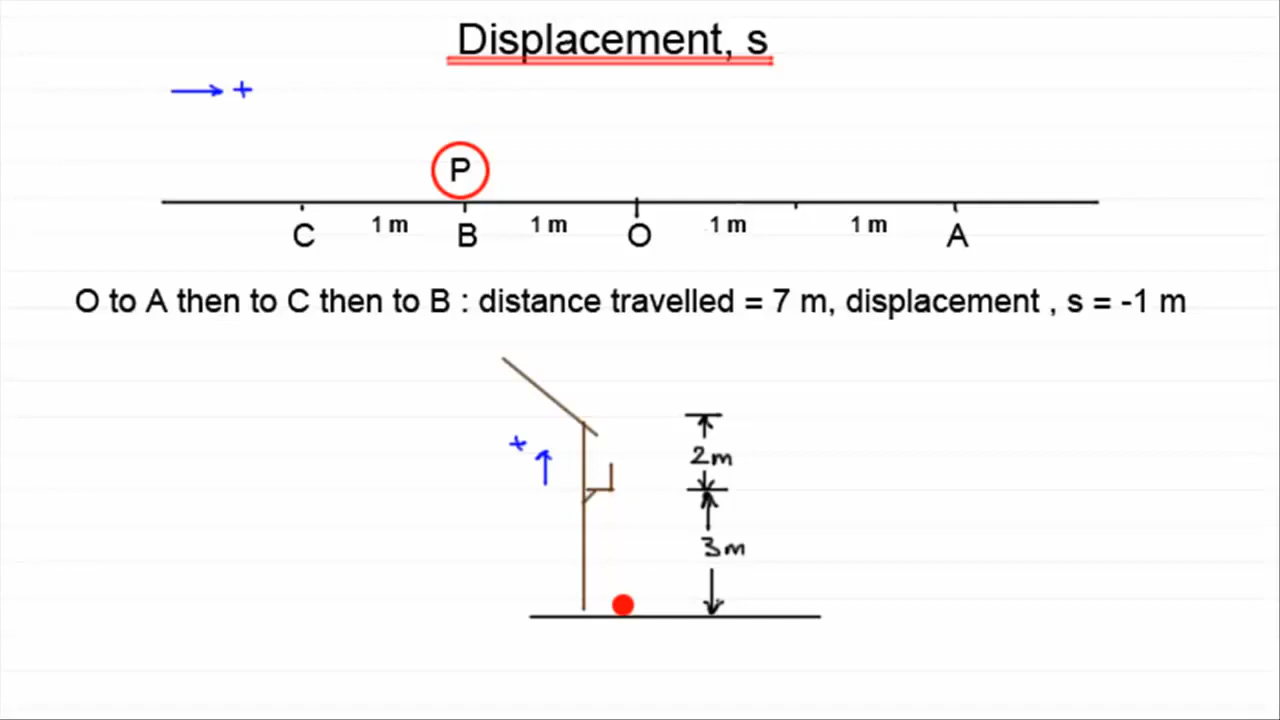 Displacement, s
+
P
1 m 1 m 1 m 1 m
C B O A
O to A then to C then to B : distance travelled = 7 m, displacement , s = -1 m
+
2m
3m